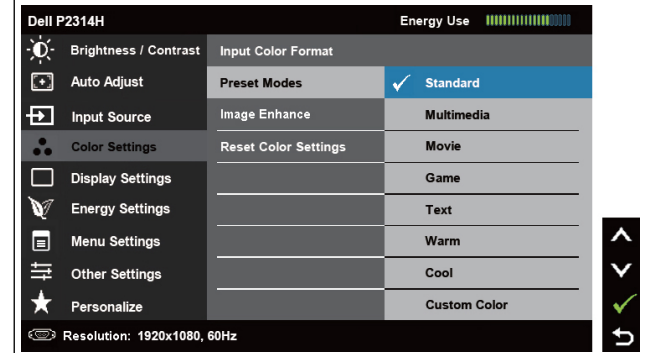 Dell P2314H Energy Use
Brightness / Contrast Input Color Format
Auto Adjust Preset Modes Standard
Input Source Image Enhance Multimedia
Color Settings Reset Color Settings Movie
Display Settings Game
Energy Settings Text
Menu Settings Warm
Other Settings Cool
Personalize Custom Color
Resolution: 1920x1080, 60Hz